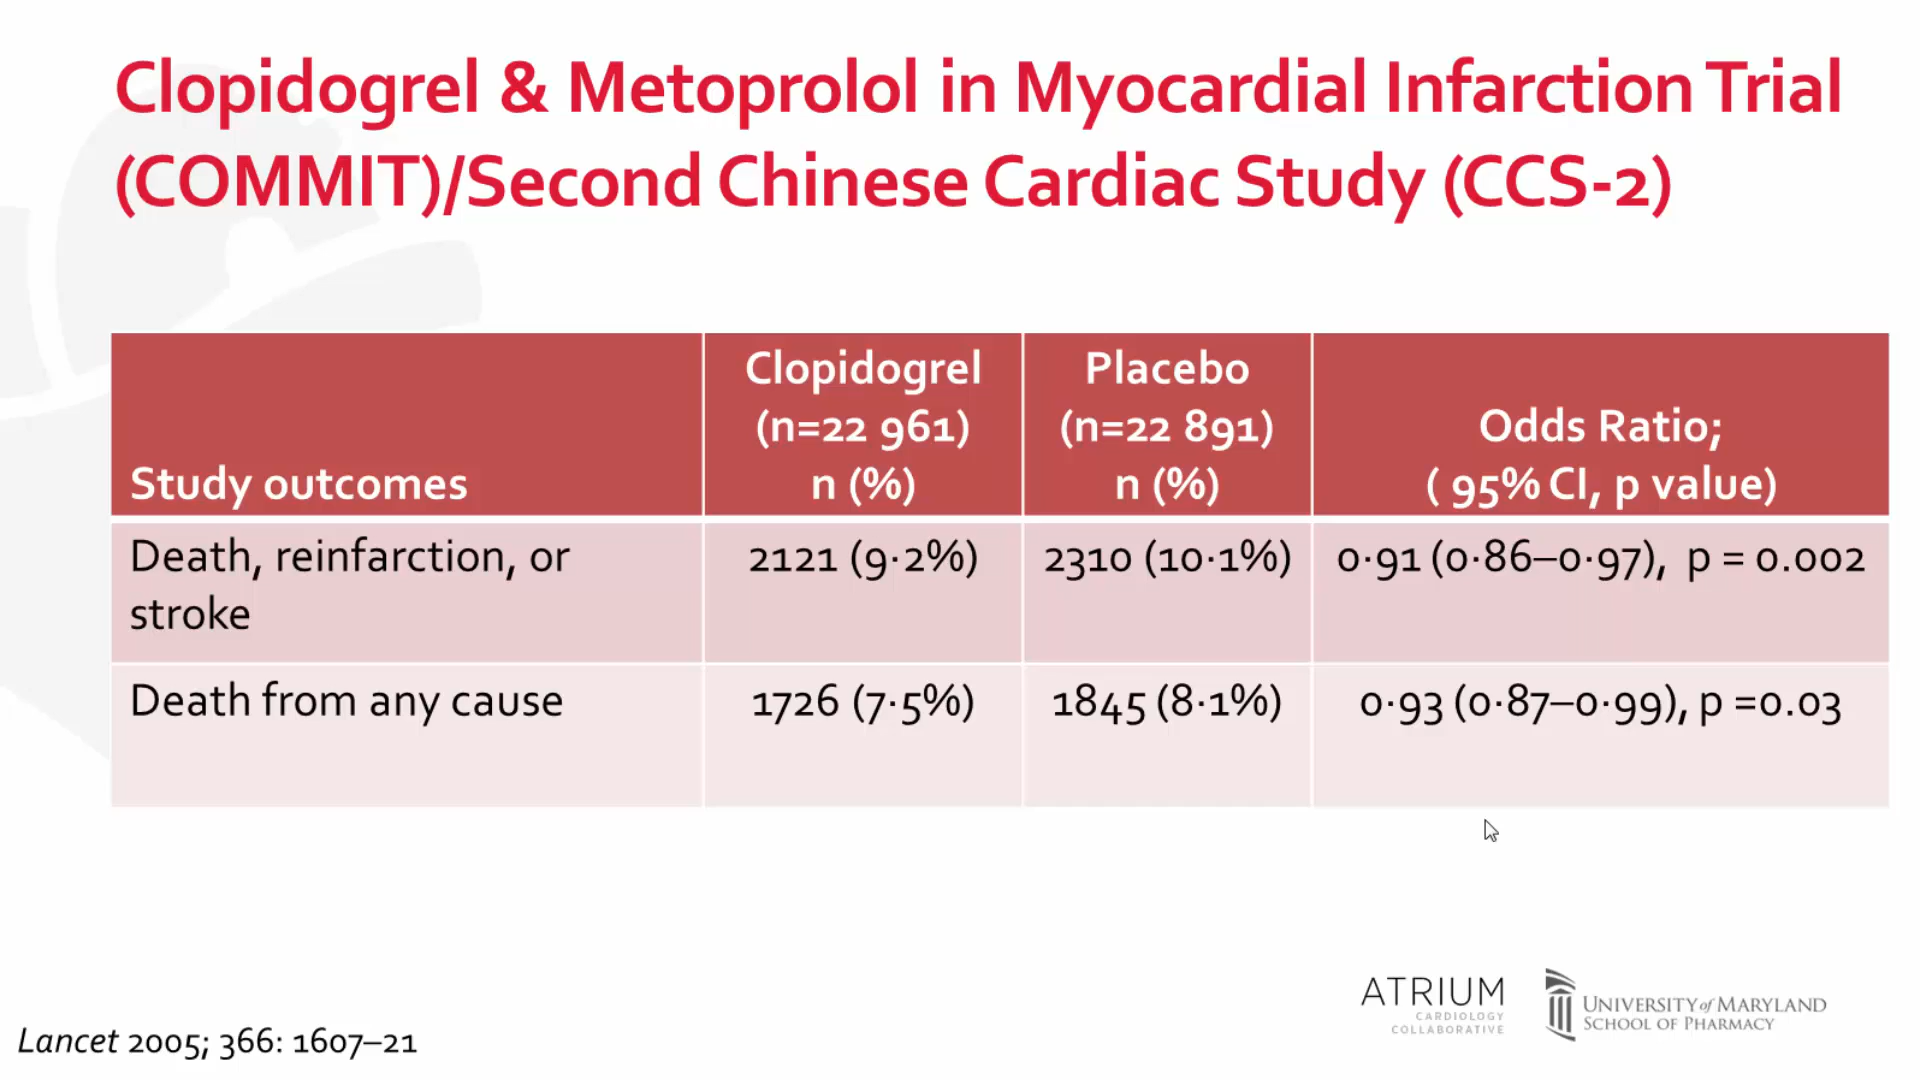 Clopidogrel & Metoprolol in Myocardial Infarction Trial
(COMMIT)/Second Chinese Cardiac Study (CCS-2)
Study outcomes
Clopidogrel
(n=22 961)
n (%)
Placebo
(n=22 891)
n (%)
Odds Ratio;
( 95% CI, p value)
Death, reinfarction, or
stroke
2121 (9·2%)
2310 (10·1%)
0·91 (0·86–0·97), p = 0.002
Death from any cause
1726 (7·5%)
1845 (8·1%)
0·93 (0·87–0·99), p =0.03
Lancet 2005; 366: 1607–21
ATRIUM
CARDIOLOGY
COLLABORATIVE
UNIVERSITY of MARYLAND
SCHOOL OF PHARMACY